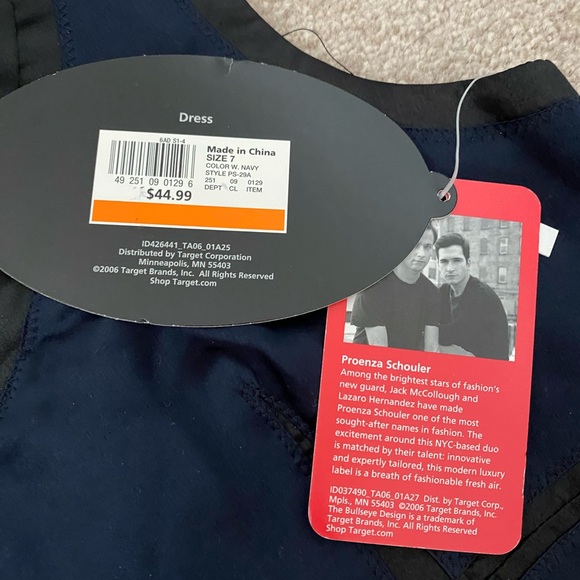 Dress
6AD S1-4
Made in China
SIZE 7
COLOR W. NAVY
STYLE PS-29A
251 09 0129
DEPT CL ITEM
49 251 09 0129 6
$44.99
ID426441_TA06_01A25
Distributed by Target Corporation
Minneapolis, MN 55403
©2006 Target Brands, Inc. All Rights Reserved
Shop Target.com
Proenza Schouler
Among the brightest stars of fashion's
new guard, Jack McCollough and
Lazaro Hernandez have made
Proenza Schouler one of the most
sought-after names in fashion. The
excitement around this NYC-based duo
is matched by their talent: innovative
and expertly tailored, this modern luxury
label is a breath of fashionable fresh air.
ID037490_TA06_01A27 Dist. by Target Corp.,
Mpls., MN 55403 ©2006 Target Brands, Inc.
The Bullseye Design is a trademark of
Target Brands, Inc. All Rights Reserved.
Shop Target.com